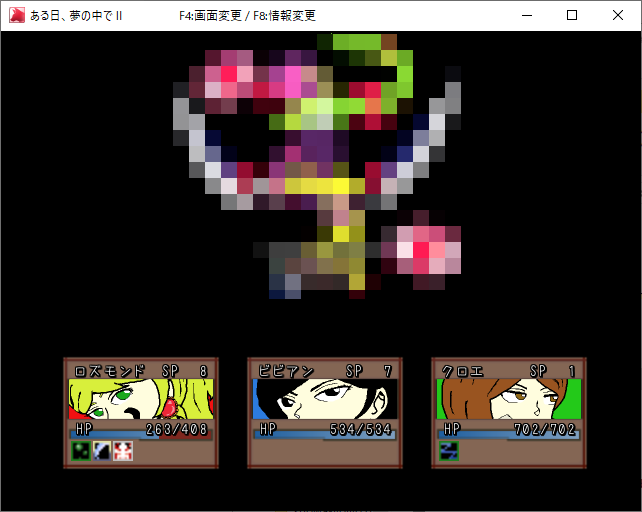 ある日、夢の中でⅡ F4:画面変更 / F8:情報変更
ロズモンド SP 8
HP 263/408
ビビアン SP 7
HP 534/534
クロエ SP 1
HP 702/702